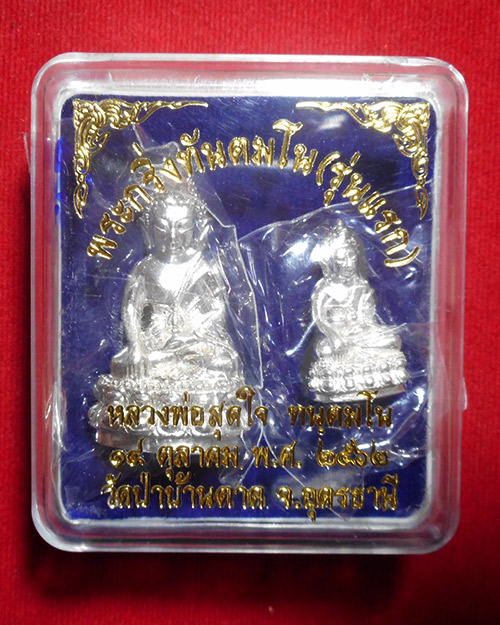 พระกริ่งทันตมโน(รุ่นแรก)
หลวงพ่อสุดใจ ทนฺตมโน
๑๔ ตุลาคม พ.ศ. ๒๕๖๒
วัดป่าบ้านตาด จ.อุดรธานี